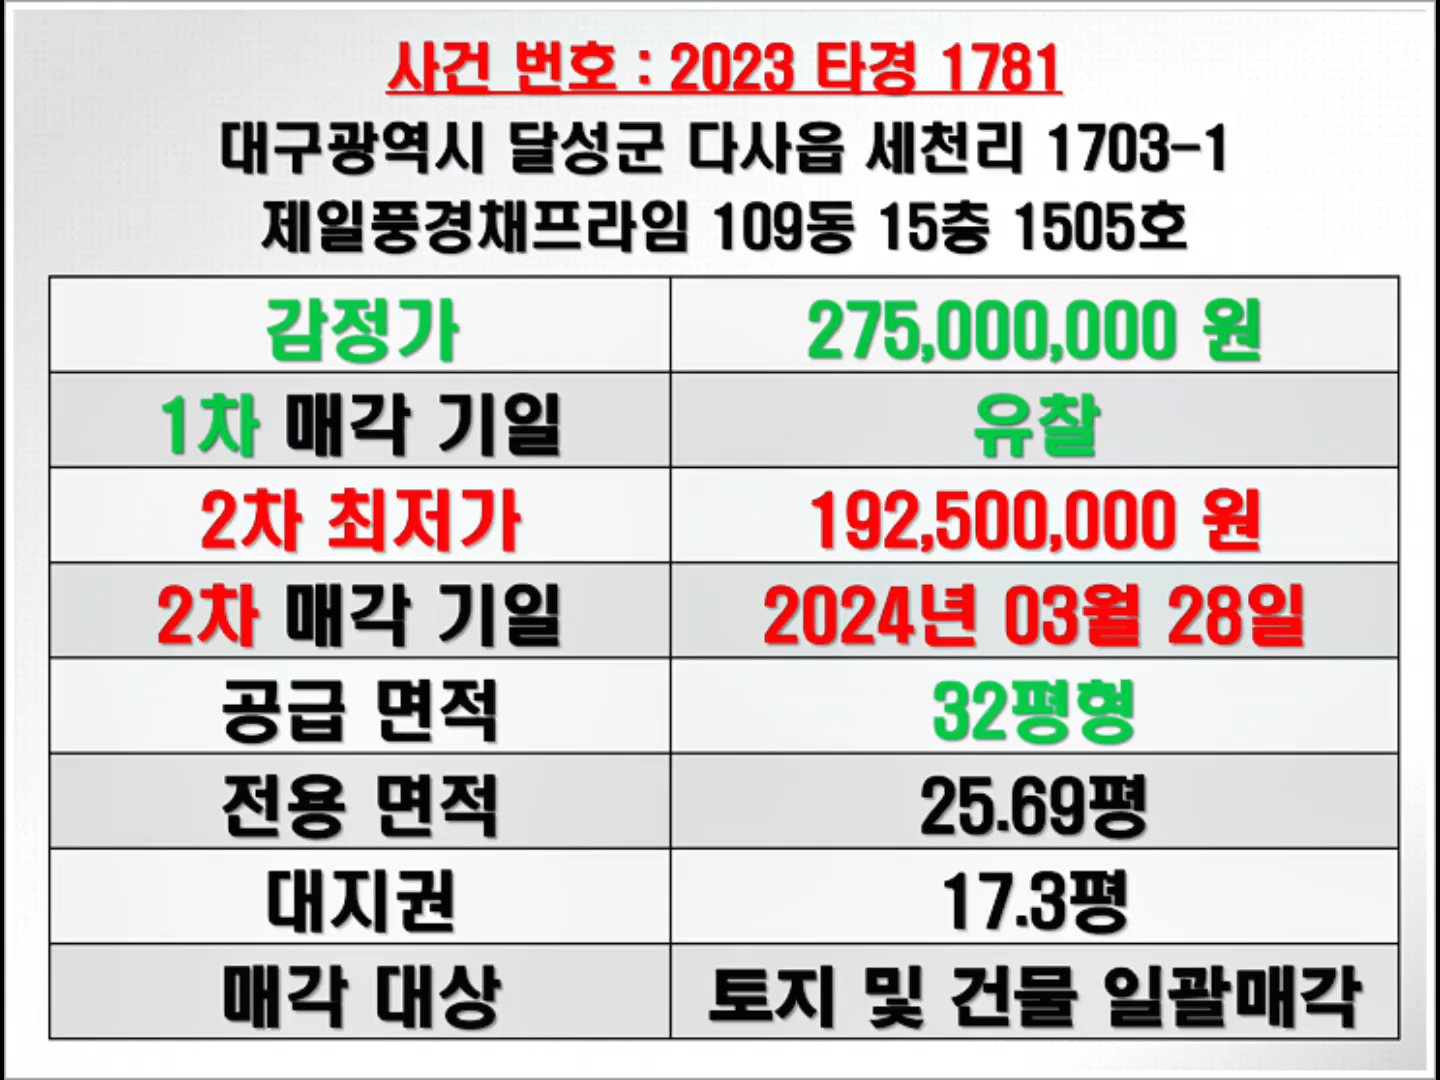 사건 번호 : 2023 타경 1781
대구광역시 달성군 다사읍 세천리 1703-1
제일풍경채프라임 109동 15층 1505호
감정가 275,000,000 원
1차 매각 기일 유찰
2차 최저가 192,500,000 원
2차 매각 기일 2024년 03월 28일
공급 면적 32평형
전용 면적 25.69평
대지권 17.3평
매각 대상 토지 및 건물 일괄매각